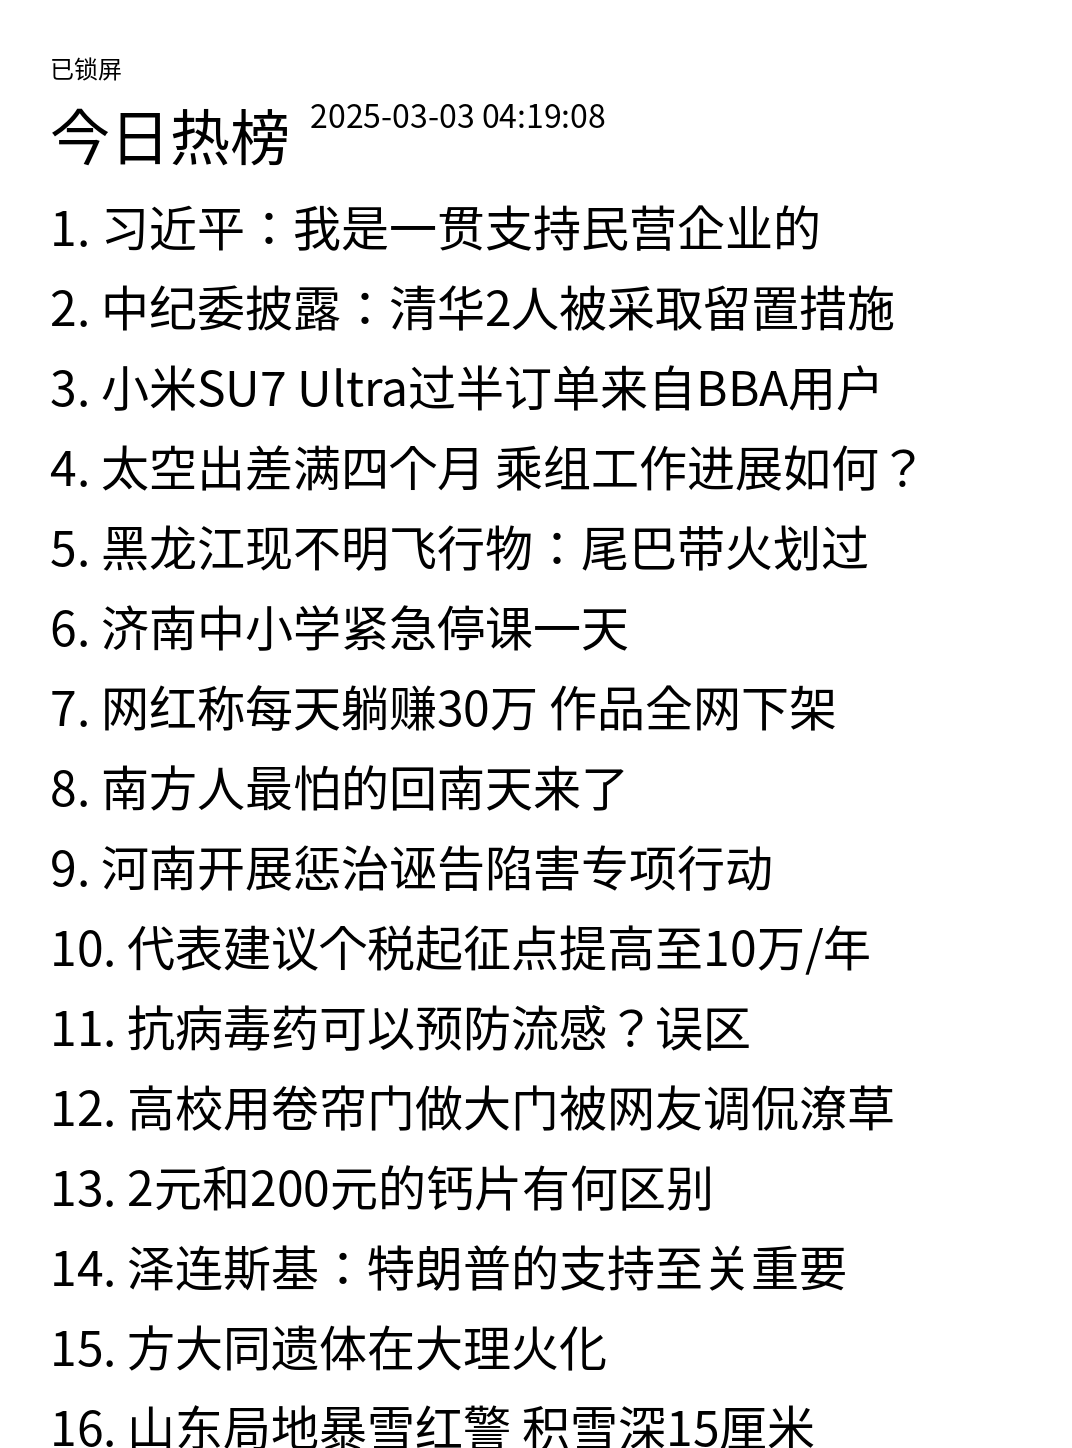 已锁屏
今日热榜 2025-03-03 04:19:08
1. 习近平：我是一贯支持民营企业的
2. 中纪委披露：清华2人被采取留置措施
3. 小米SU7 Ultra过半订单来自BBA用户
4. 太空出差满四个月 乘组工作进展如何？
5. 黑龙江现不明飞行物：尾巴带火划过
6. 济南中小学紧急停课一天
7. 网红称每天躺赚30万 作品全网下架
8. 南方人最怕的回南天来了
9. 河南开展惩治诬告陷害专项行动
10. 代表建议个税起征点提高至10万/年
11. 抗病毒药可以预防流感？误区
12. 高校用卷帘门做大门被网友调侃潦草
13. 2元和200元的钙片有何区别
14. 泽连斯基：特朗普的支持至关重要
15. 方大同遗体在大理火化
16. 山东局地暴雪红警 积雪深15厘米